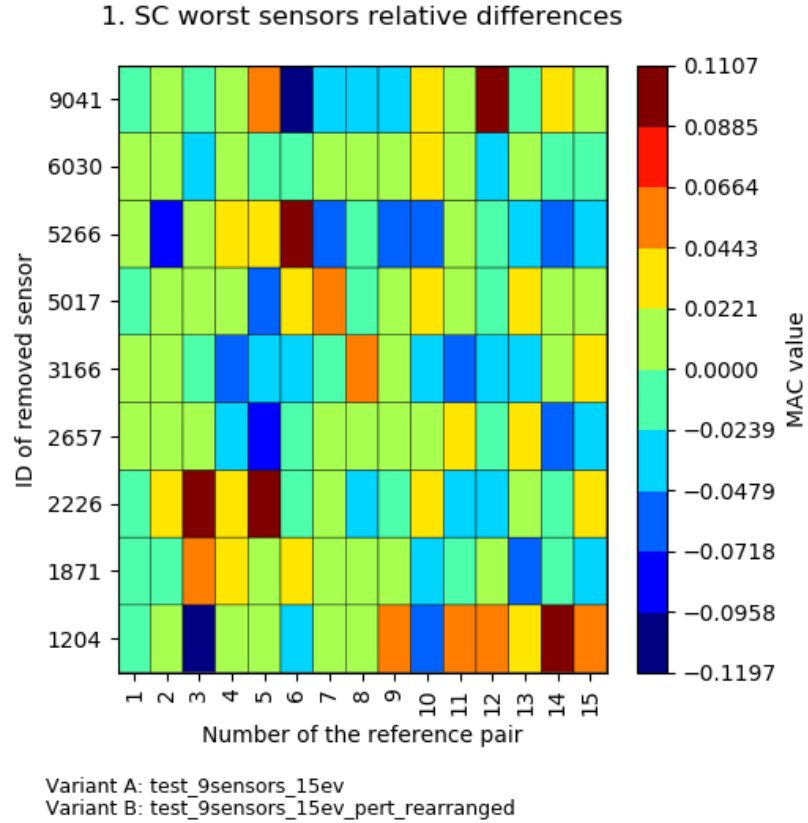 1. SC worst sensors relative differences
9041
6030
5266
5017
3166
2657
2226
1871
1204
ID of removed sensor
1 2 3 4 5 6 7 8 9 10 11 12 13 14 15
Number of the reference pair
0.1107
0.0885
0.0664
0.0443
0.0221
0.0000
−0.0239
−0.0479
−0.0718
−0.0958
−0.1197
MAC value
Variant A: test_9sensors_15ev
Variant B: test_9sensors_15ev_pert_rearranged